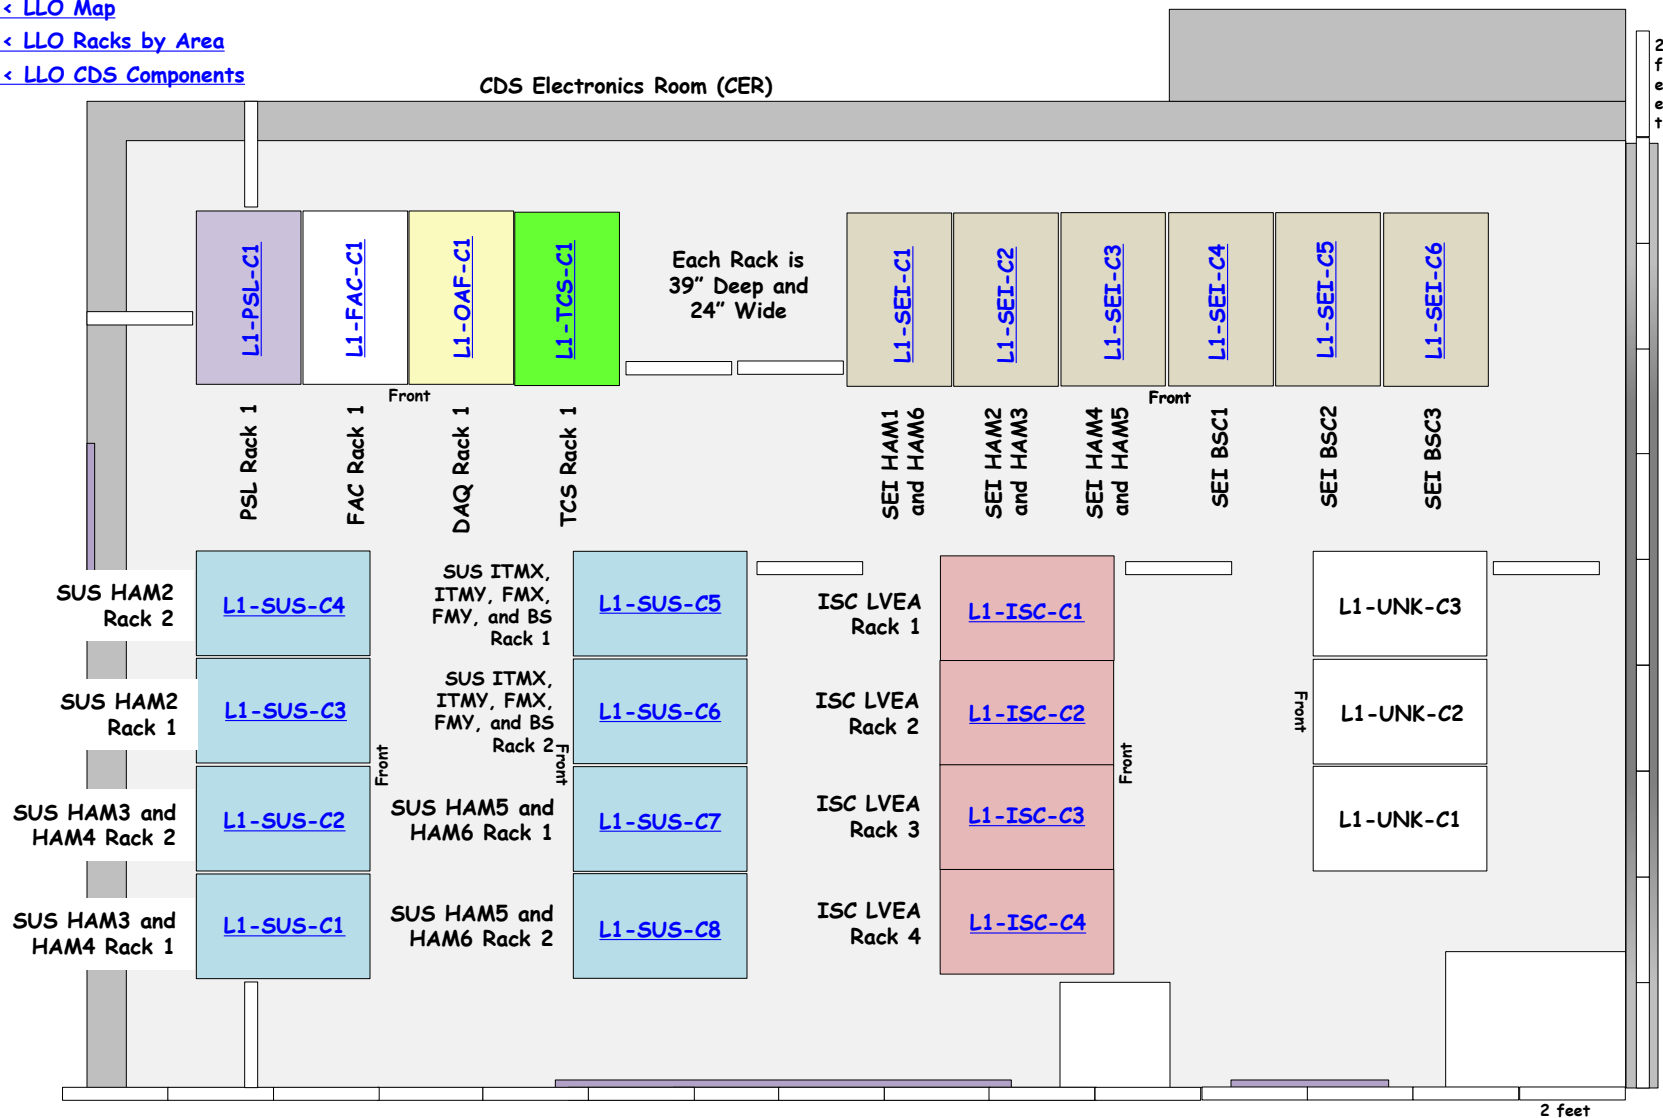 < LLO Map
< LLO Racks by Area
< LLO CDS Components
CDS Electronics Room (CER)
2
f
e
e
t
L1-PSL-C1
L1-FAC-C1
L1-OAF-C1
L1-TCS-C1
Each Rack is
39” Deep and
24” Wide
L1-SEI-C1
L1-SEI-C2
L1-SEI-C3
L1-SEI-C4
L1-SEI-C5
L1-SEI-C6
Front
Front
PSL Rack 1
FAC Rack 1
DAQ Rack 1
TCS Rack 1
SEI HAM1
and HAM6
SEI HAM2
and HAM3
SEI HAM4
and HAM5
SEI BSC1
SEI BSC2
SEI BSC3
SUS HAM2
Rack 2
L1-SUS-C4
SUS ITMX,
ITMY, FMX,
FMY, and BS
Rack 1
L1-SUS-C5
ISC LVEA
Rack 1
L1-ISC-C1
L1-UNK-C3
SUS HAM2
Rack 1
L1-SUS-C3
SUS ITMX,
ITMY, FMX,
FMY, and BS
Rack 2
L1-SUS-C6
ISC LVEA
Rack 2
L1-ISC-C2
Front
L1-UNK-C2
Front
Front
Front
SUS HAM3 and
HAM4 Rack 2
L1-SUS-C2
SUS HAM5 and
HAM6 Rack 1
L1-SUS-C7
ISC LVEA
Rack 3
L1-ISC-C3
L1-UNK-C1
SUS HAM3 and
HAM4 Rack 1
L1-SUS-C1
SUS HAM5 and
HAM6 Rack 2
L1-SUS-C8
ISC LVEA
Rack 4
L1-ISC-C4
2 feet